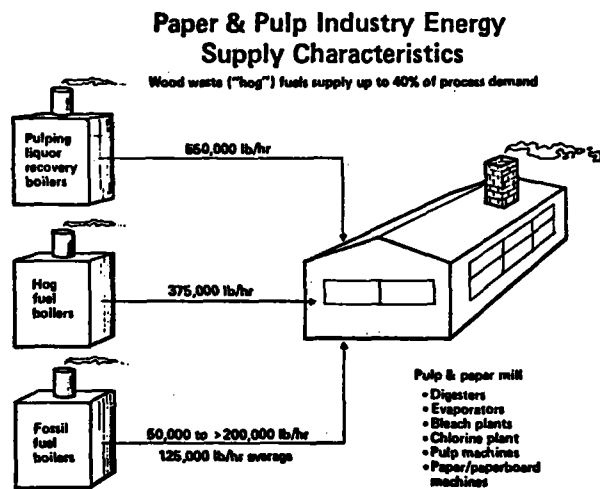 Paper & Pulp Industry Energy
Supply Characteristics
Wood waste ("hog") fuels supply up to 40% of process demand
Pulping
liquor
recovery
boilers
550,000 lb/hr
Hog
fuel
boilers
375,000 lb/hr
Fossil
fuel
boilers
50,000 to >200,000 lb/hr
125,000 lb/hr average
Pulp & paper mill
• Digesters
• Evaporators
• Bleach plants
• Chlorine plant
• Pulp machines
• Paper/paperboard
machines